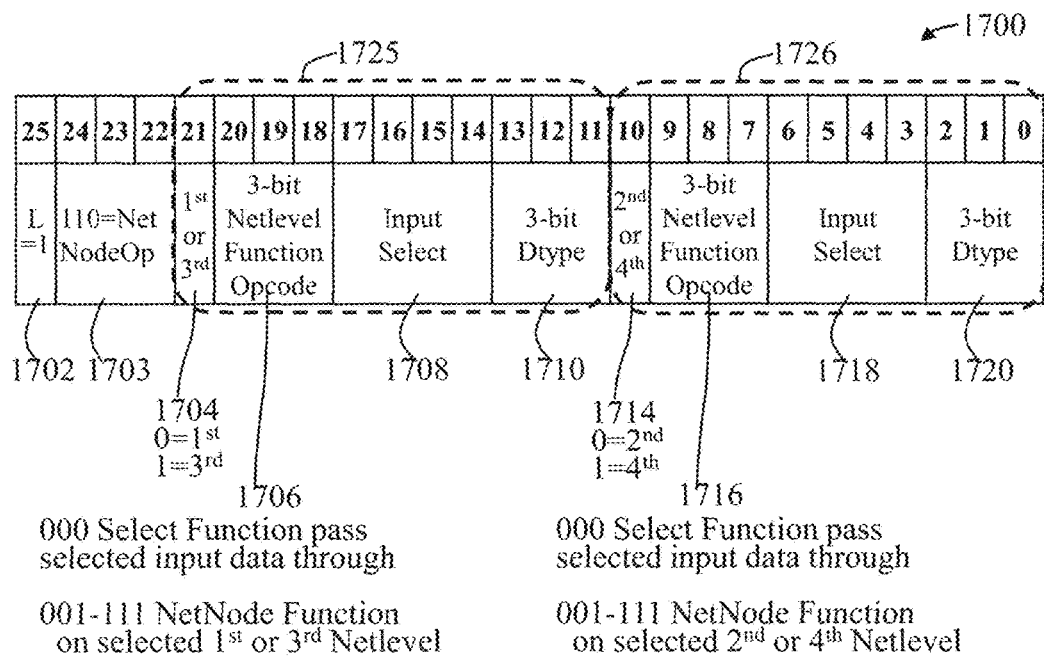 1700
1725
1726
25 24 23 22 21 20 19 18 17 16 15 14 13 12 11 10 9 8 7 6 5 4 3 2 1 0
L
=1
110=Net
NodeOp
1st
or
3rd
3-bit
Netlevel
Function
Opcode
Input
Select
3-bit
Dtype
2nd
or
4th
3-bit
Netlevel
Function
Opcode
Input
Select
3-bit
Dtype
1702
1703
1708
1710
1718
1720
1704
0=1st
1=3rd
1714
0=2nd
1=4th
1706
1716
000 Select Function pass
selected input data through
001-111 NetNode Function
on selected 1st or 3rd Netlevel
000 Select Function pass
selected input data through
001-111 NetNode Function
on selected 2nd or 4th Netlevel